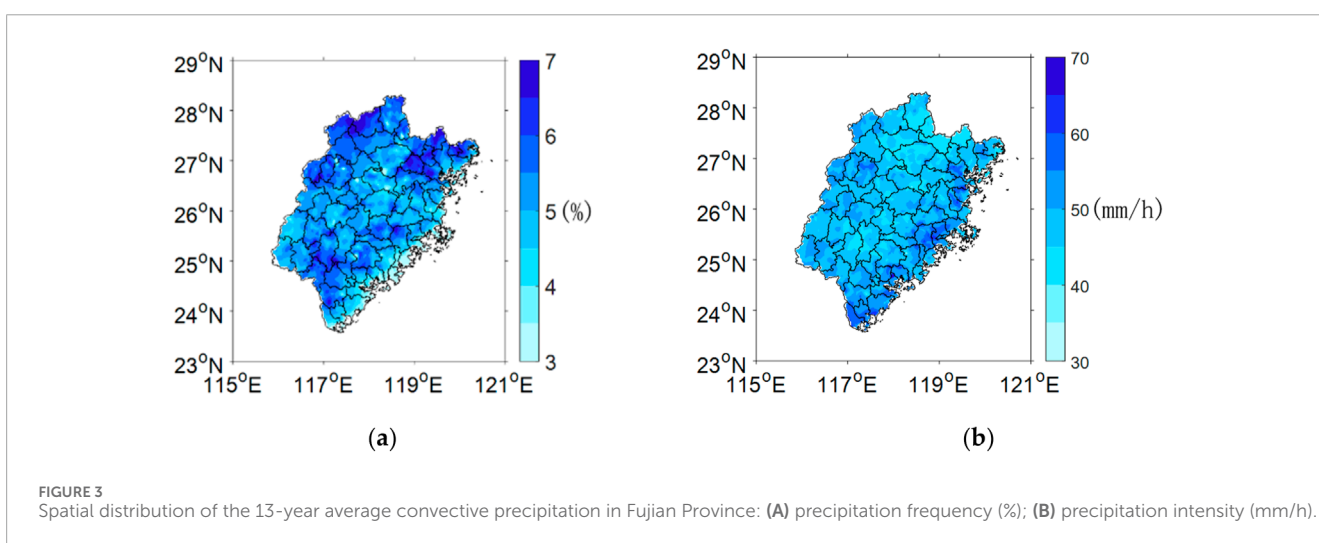 29°N
28°N
27°N
26°N
25°N
24°N
23°N
115°E 117°E 119°E 121°E
7
6
5 (%)
4
3
(a)
29°N
28°N
27°N
26°N
25°N
24°N
23°N
115°E 117°E 119°E 121°E
70
60
50 (mm/h)
40
30
(b)
FIGURE 3
Spatial distribution of the 13-year average convective precipitation in Fujian Province: (A) precipitation frequency (%); (B) precipitation intensity (mm/h).